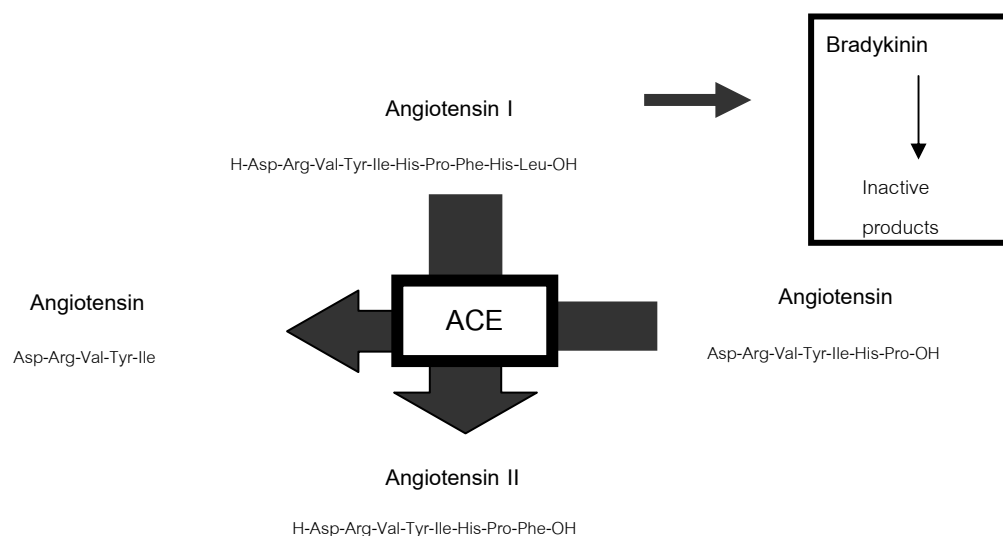 Bradykinin
Angiotensin I
H-Asp-Arg-Val-Tyr-Ile-His-Pro-Phe-His-Leu-OH
Inactive
products
Angiotensin
Asp-Arg-Val-Tyr-Ile
ACE
Angiotensin
Asp-Arg-Val-Tyr-Ile-His-Pro-OH
Angiotensin II
H-Asp-Arg-Val-Tyr-Ile-His-Pro-Phe-OH